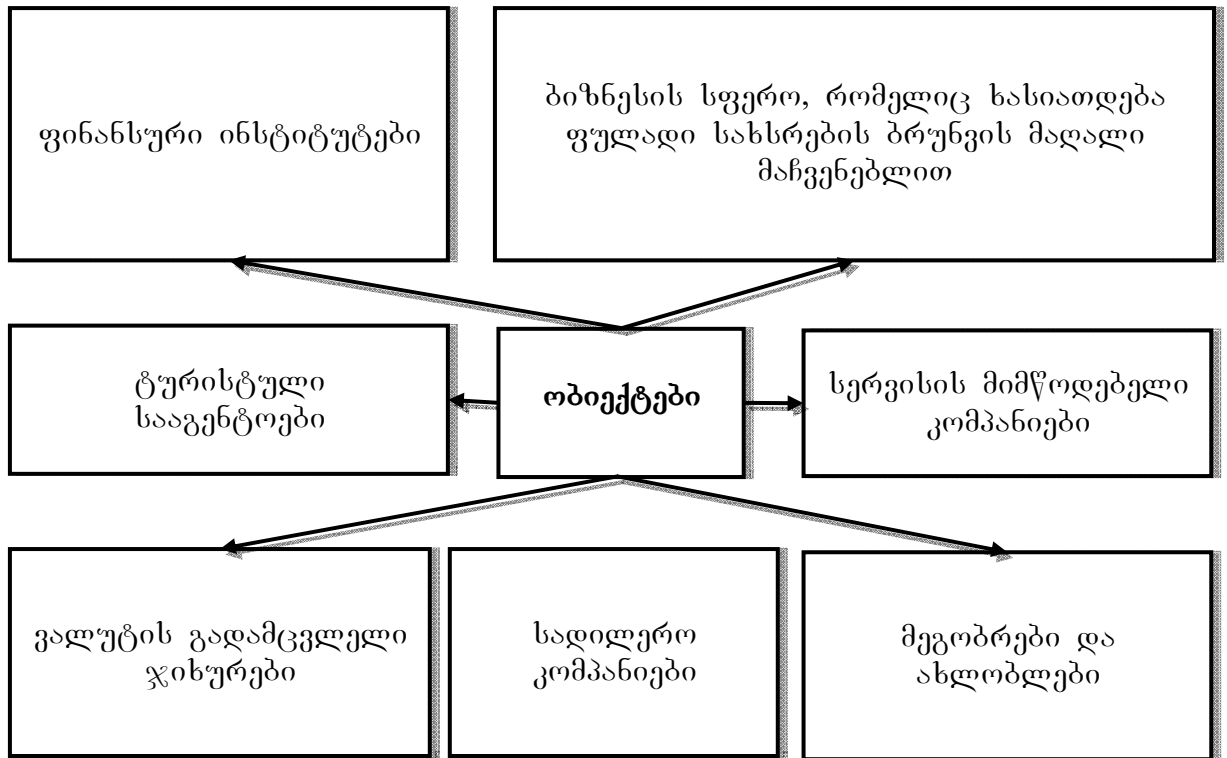 ფინანსური ინსტიტუტები
ბიზნესის სფერო, რომელიც ხასიათდება
ფულადი სახსრების ბრუნვის მაღალი
მაჩვენებლით
ტურისტული
სააგენტოები
ობიექტები
სერვისის მიმწოდებელი
კომპანიები
ვალუტის გადამცვლელი
ჯიხურები
სადილერო
კომპანიები
მეგობრები და
ახლობლები